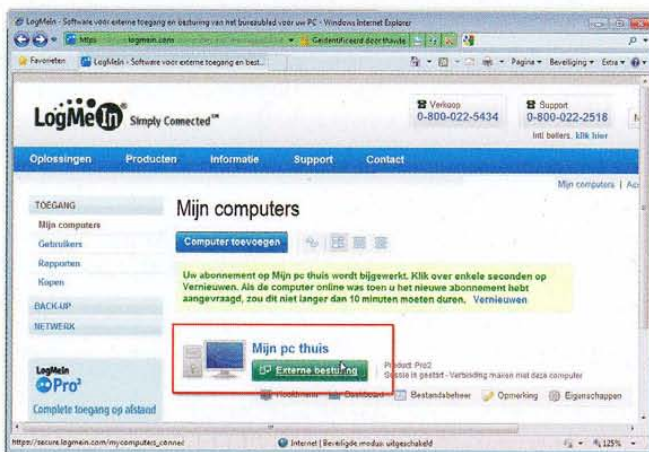 LogMeIn - Software voor externe toegang en besturing van het bureaublad voor uw PC - Windows Internet Explorer
https logmein.com Geïdentificeerd door thawte
Favorieten LogMeIn - Software voor externe toegang en best... Pagina Beveiliging Extra
LogMeIn Simply Connected™
Verkoop
0-800-022-5434
Support
0-800-022-2518
Intl bellers, klik hier
Oplossingen Producten Informatie Support Contact
Mijn computers
TOEGANG
Mijn computers
Gebruikers
Rapporten
Kopen
BACK-UP
NETWERK
LogMeIn
Pro²
Complete toegang op afstand
Mijn computers
Computer toevoegen
Uw abonnement op Mijn pc thuis wordt bijgewerkt. Klik over enkele seconden op
Vernieuwen. Als de computer online was toen u het nieuwe abonnement hebt
aangevraagd, zou dit niet langer dan 10 minuten moeten duren. Vernieuwen
Mijn pc thuis
Externe besturing
Product: Pro2
Sessie is gestart - Verbinding maken met deze computer
Hoofdmenu Dashboard Bestandsbeheer Opmerking Eigenschappen
https://secure.logmein.com/mycomputers_connec Internet | Beveiligde modus: uitgeschakeld 125%